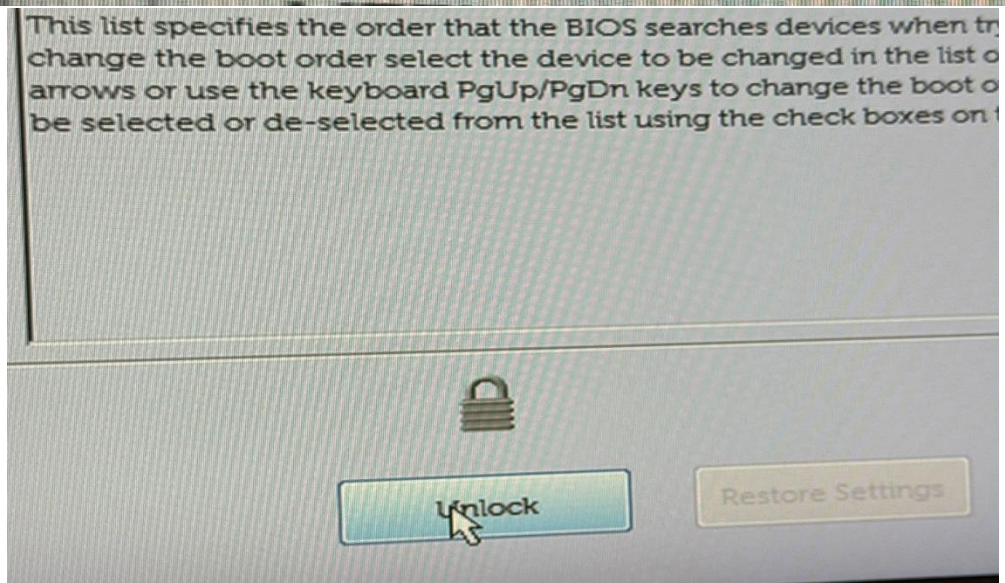 This list specifies the order that the BIOS searches devices when
change the boot order select the device to be changed in the list
arrows or use the keyboard PgUp/PgDn keys to change the boot
be selected or de-selected from the list using the check boxes on
Unlock
Restore Settings